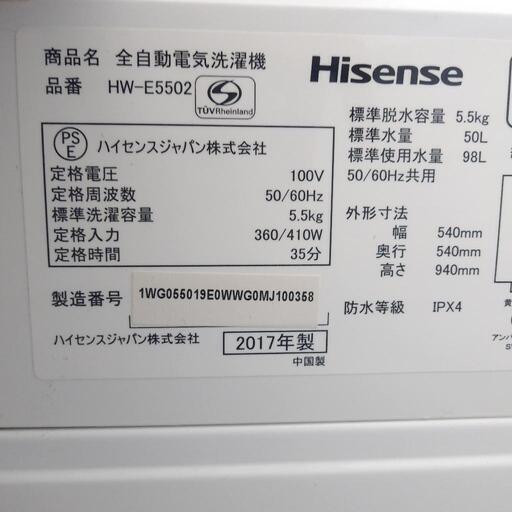 商品名 全自動電気洗濯機
品番 HW-E5502
S
TÜVRheinland
Hisense
PS
E
ハイセンスジャパン株式会社
定格電圧 100V
定格周波数 50/60Hz
標準洗濯容量 5.5kg
定格入力 360/410W
定格時間 35分
標準脱水容量 5.5kg
標準水量 50L
標準使用水量 98L
50/60Hz共用
外形寸法
幅 540mm
奥行 540mm
高さ 940mm
防水等級 IPX4
製造番号 1WG055019E0WWG0MJ100358
ハイセンスジャパン株式会社
2017年製
中国製
黄
アンバ